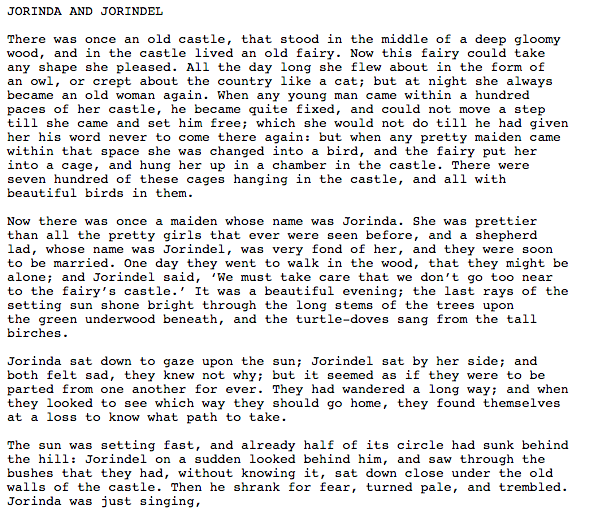 JORINDA AND JORINDEL

There was once an old castle, that stood in the middle of a deep gloomy
wood, and in the castle lived an old fairy. Now this fairy could take
any shape she pleased. All the day long she flew about in the form of
an owl, or crept about the country like a cat; but at night she always
became an old woman again. When any young man came within a hundred
paces of her castle, he became quite fixed, and could not move a step
till she came and set him free; which she would not do till he had given
her his word never to come there again: but when any pretty maiden came
within that space she was changed into a bird, and the fairy put her
into a cage, and hung her up in a chamber in the castle. There were
seven hundred of these cages hanging in the castle, and all with
beautiful birds in them.

Now there was once a maiden whose name was Jorinda. She was prettier
than all the pretty girls that ever were seen before, and a shepherd
lad, whose name was Jorindel, was very fond of her, and they were soon
to be married. One day they went to walk in the wood, that they might be
alone; and Jorindel said, ‘We must take care that we don’t go too near
to the fairy’s castle.’ It was a beautiful evening; the last rays of the
setting sun shone bright through the long stems of the trees upon
the green underwood beneath, and the turtle-doves sang from the tall
birches.

Jorinda sat down to gaze upon the sun; Jorindel sat by her side; and
both felt sad, they knew not why; but it seemed as if they were to be
parted from one another for ever. They had wandered a long way; and when
they looked to see which way they should go home, they found themselves
at a loss to know what path to take.

The sun was setting fast, and already half of its circle had sunk behind
the hill: Jorindel on a sudden looked behind him, and saw through the
bushes that they had, without knowing it, sat down close under the old
walls of the castle. Then he shrank for fear, turned pale, and trembled.
Jorinda was just singing,